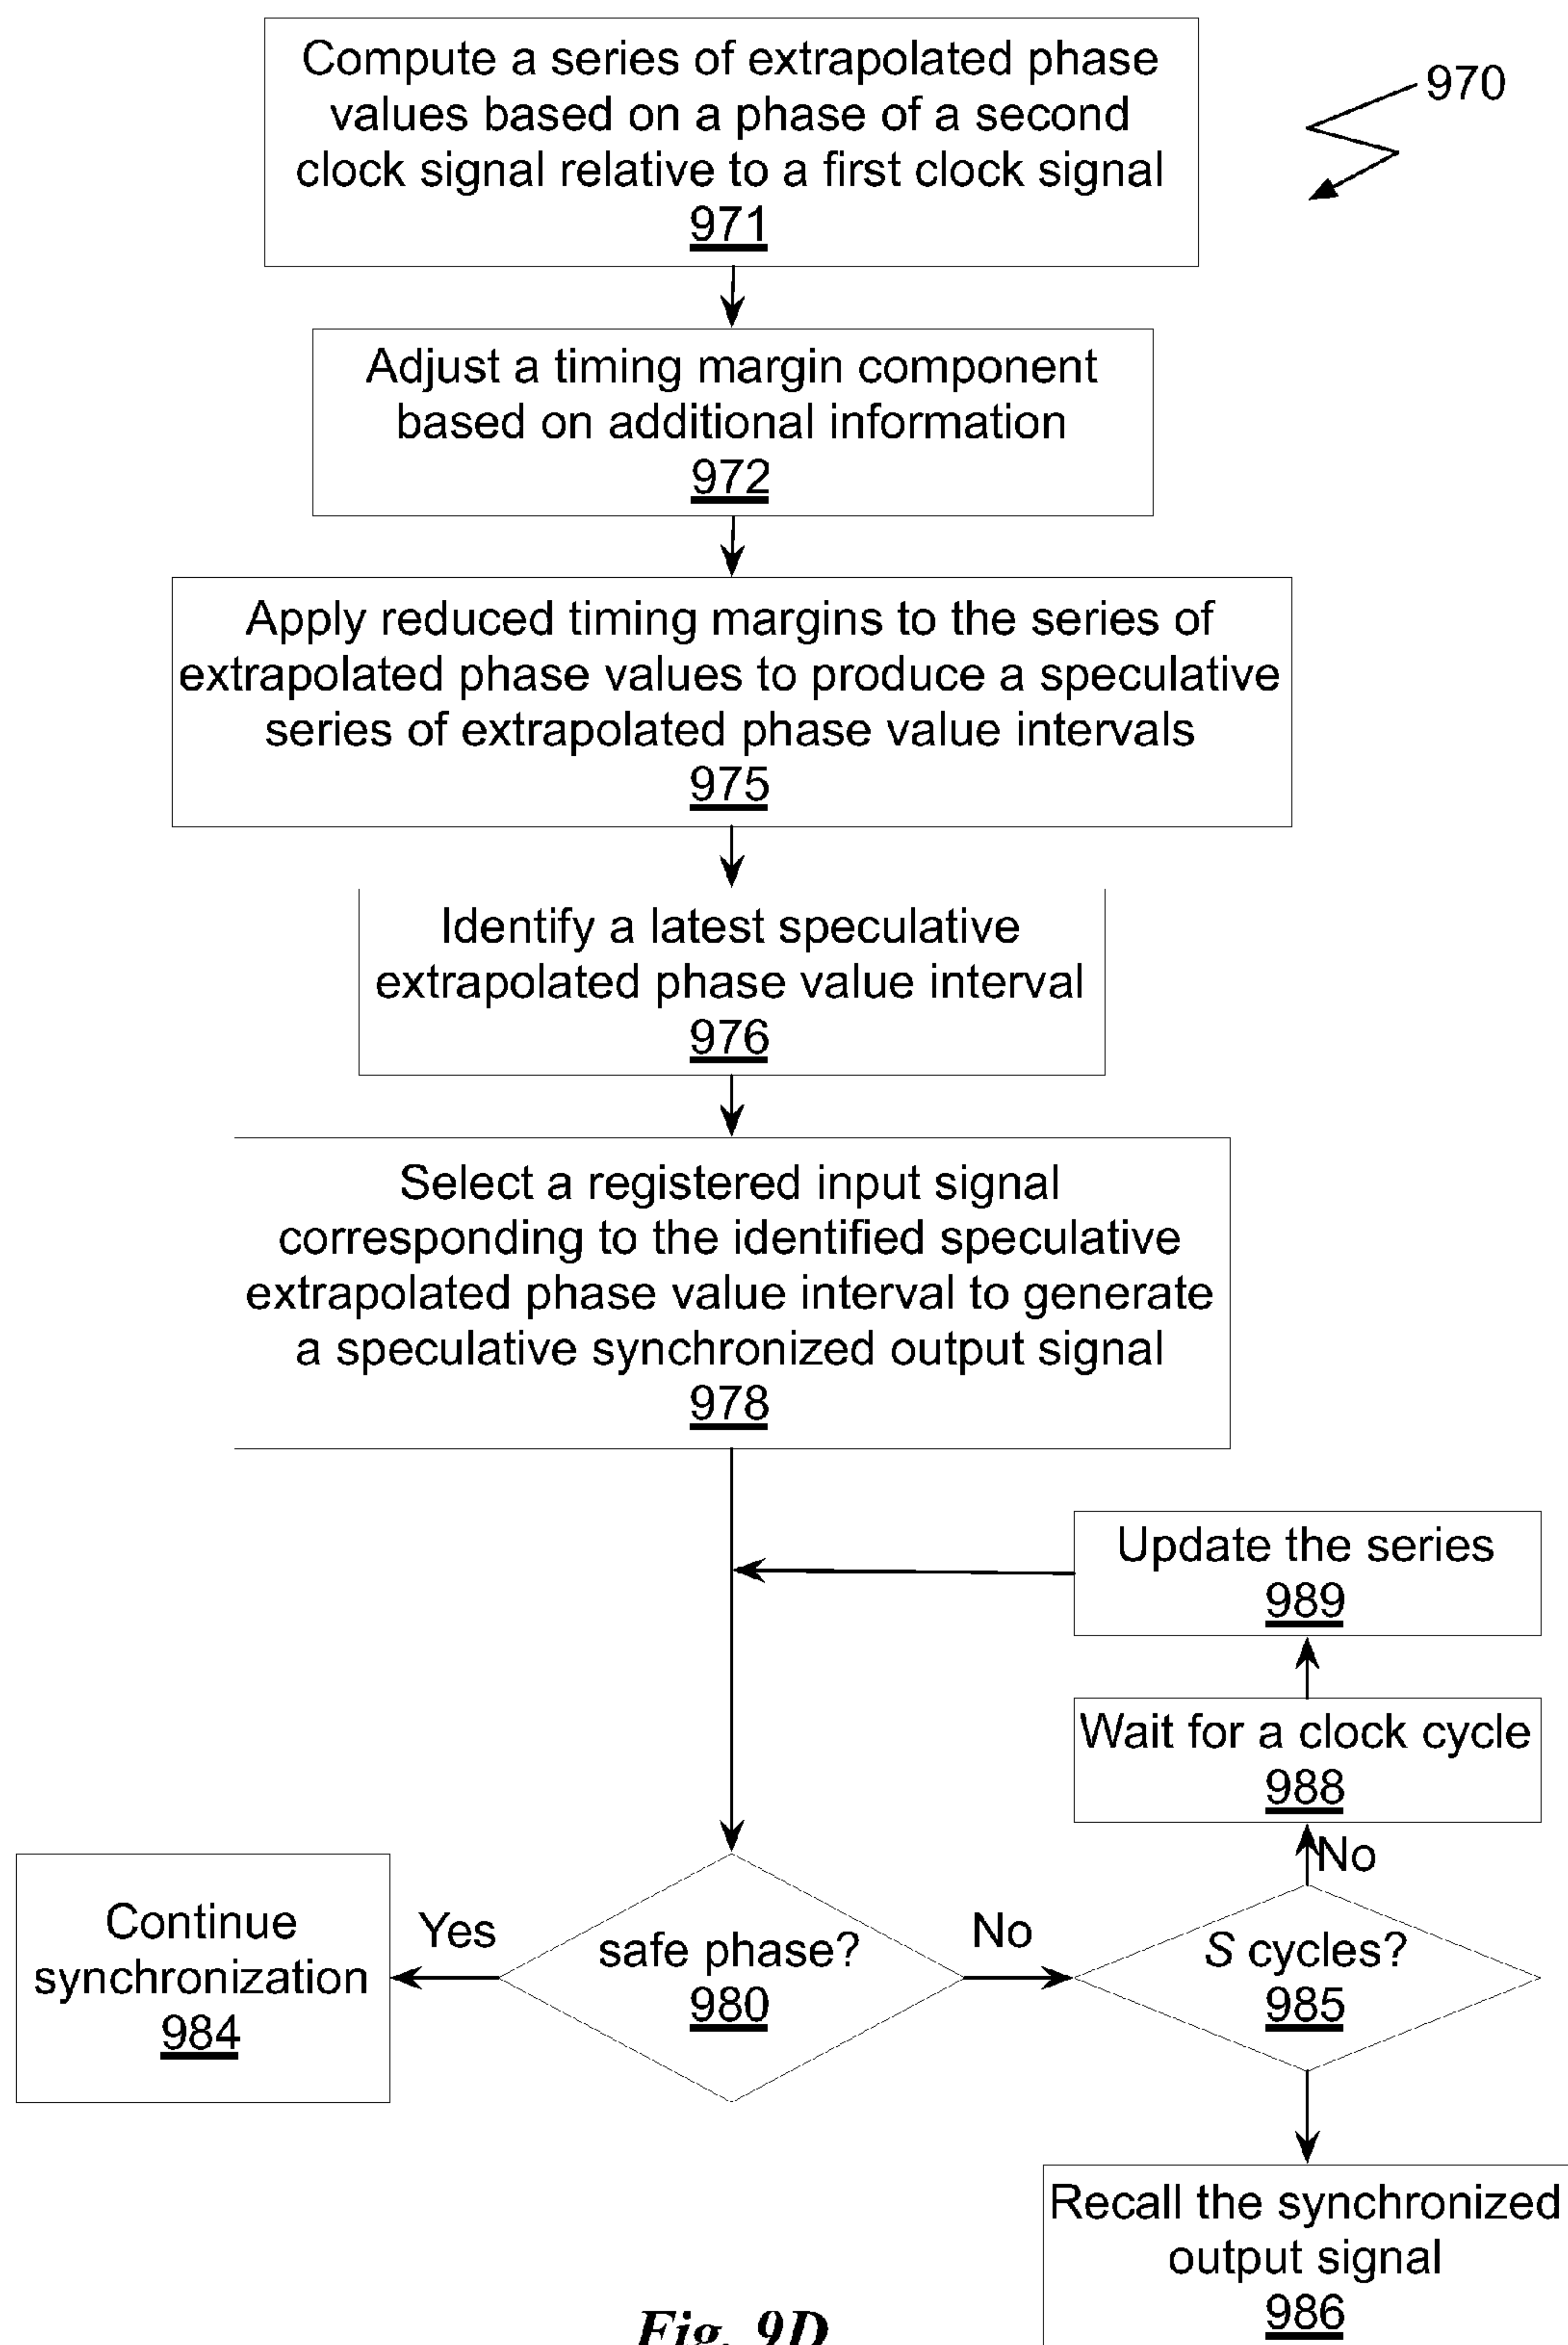 Compute a series of extrapolated phase
values based on a phase of a second
clock signal relative to a first clock signal
971
970
Adjust a timing margin component
based on additional information
972
Apply reduced timing margins to the series of
extrapolated phase values to produce a speculative
series of extrapolated phase value intervals
975
Identify a latest speculative
extrapolated phase value interval
976
Select a registered input signal
corresponding to the identified speculative
extrapolated phase value interval to generate
a speculative synchronized output signal
978
Update the series
989
Wait for a clock cycle
988
No
Continue
synchronization
984
Yes
safe phase?
980
No
S cycles?
985
Recall the synchronized
output signal
986
Fig. 9D